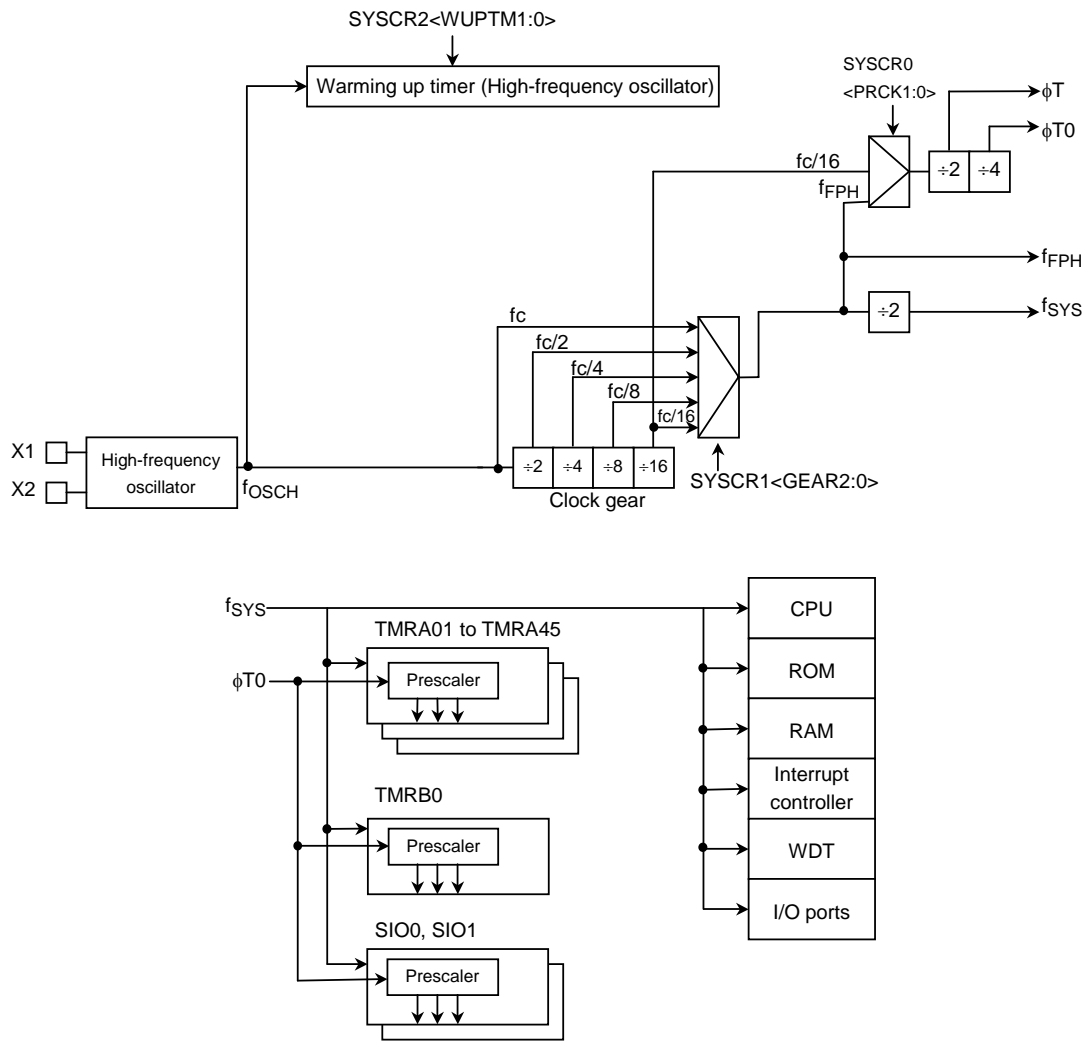 SYSCR2<WUPTM1:0>
Warming up timer (High-frequency oscillator)
SYSCR0
<PRCK1:0>
ϕT
ϕT0
fc/16
fFPH
÷2
÷4
fFPH
fSYS
÷2
fc
fc/2
fc/4
fc/8
fc/16
X1
X2
High-frequency
oscillator
fOSCH
÷2
÷4
÷8
÷16
Clock gear
SYSCR1<GEAR2:0>
fSYS
TMRA01 to TMRA45
ϕT0
Prescaler
TMRB0
Prescaler
SIO0, SIO1
Prescaler
CPU
ROM
RAM
Interrupt
controller
WDT
I/O ports